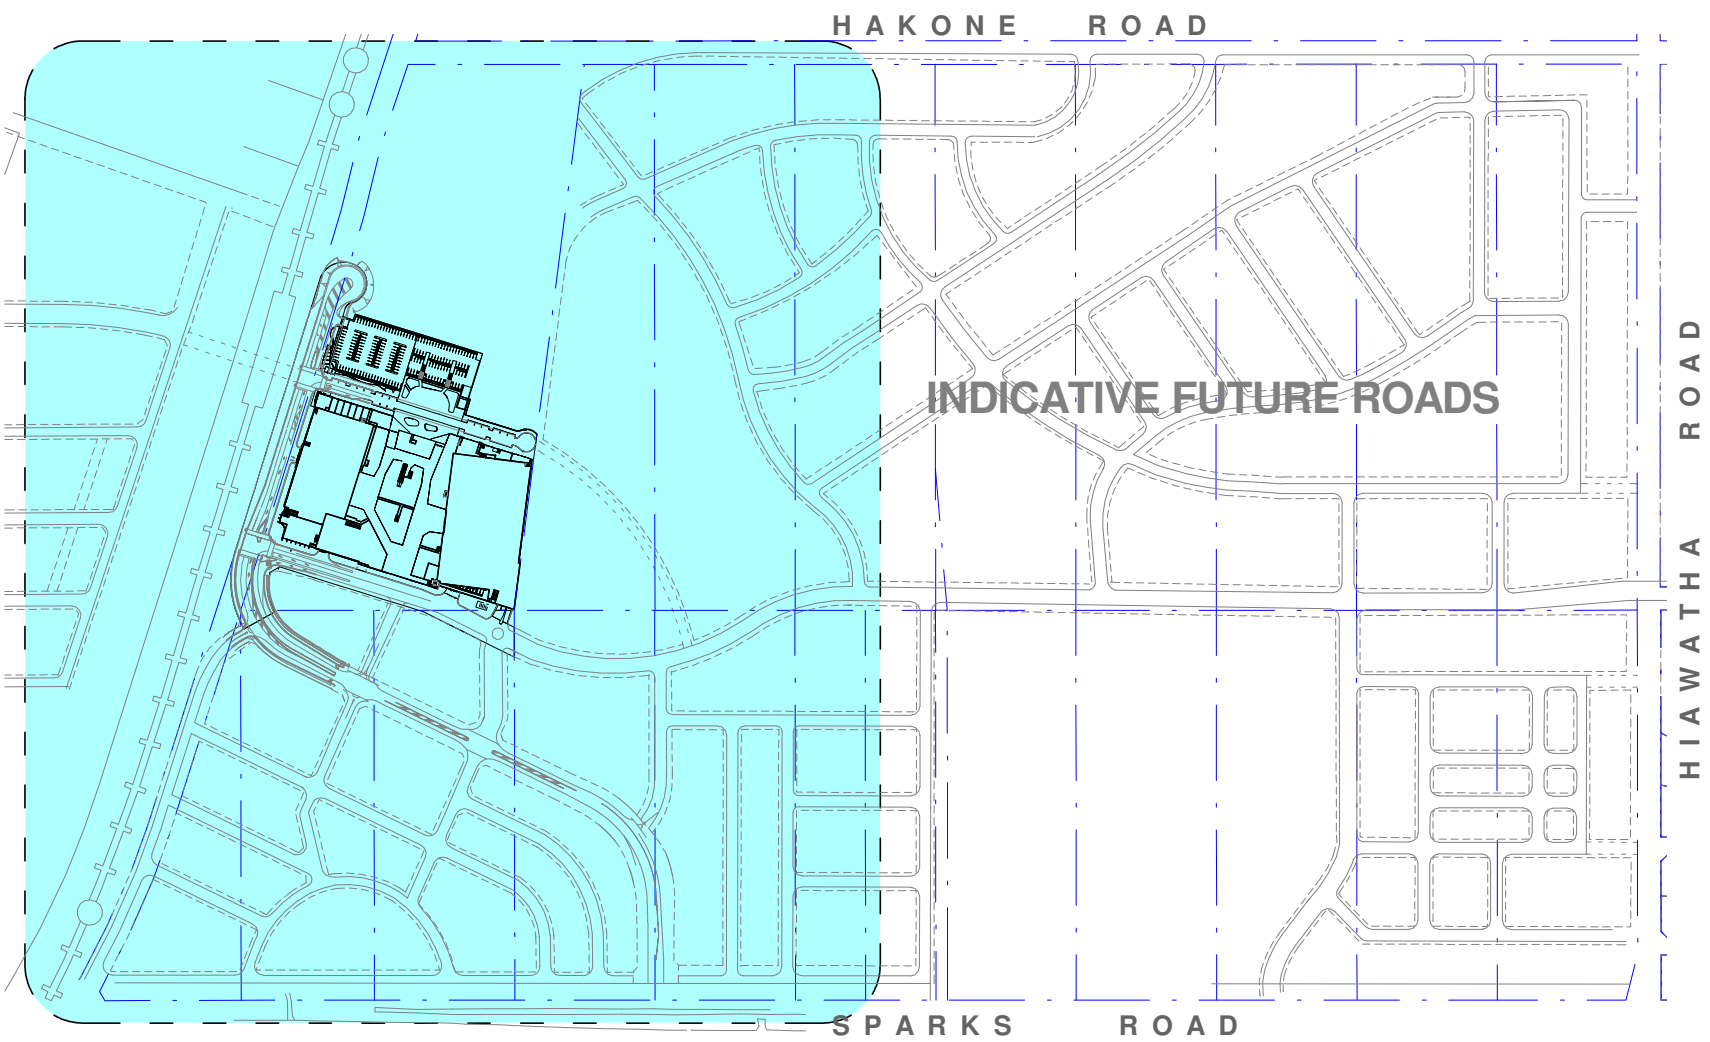 HAKONE ROAD
INDICATIVE FUTURE ROADS
HIAWATHA ROAD
SPARKS ROAD